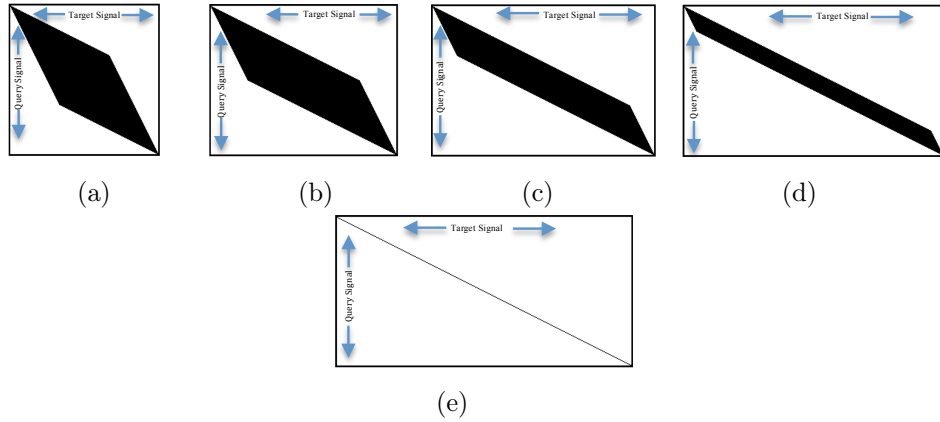 Target Signal
Query Signal
(a)
Target Signal
Query Signal
(b)
Target Signal
Query Signal
(c)
Target Signal
Query Signal
(d)
Target Signal
Query Signal
(e)